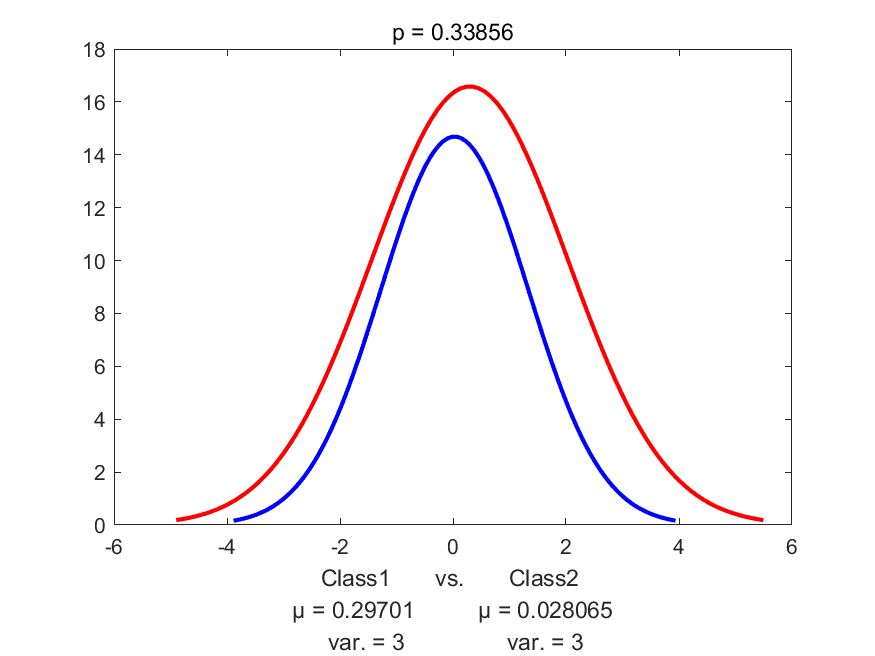 p = 0.33856
18
16
14
12
10
8
6
4
2
0
-6 -4 -2 0 2 4 6
Class1 vs. Class2
μ = 0.29701 μ = 0.028065
var. = 3 var. = 3